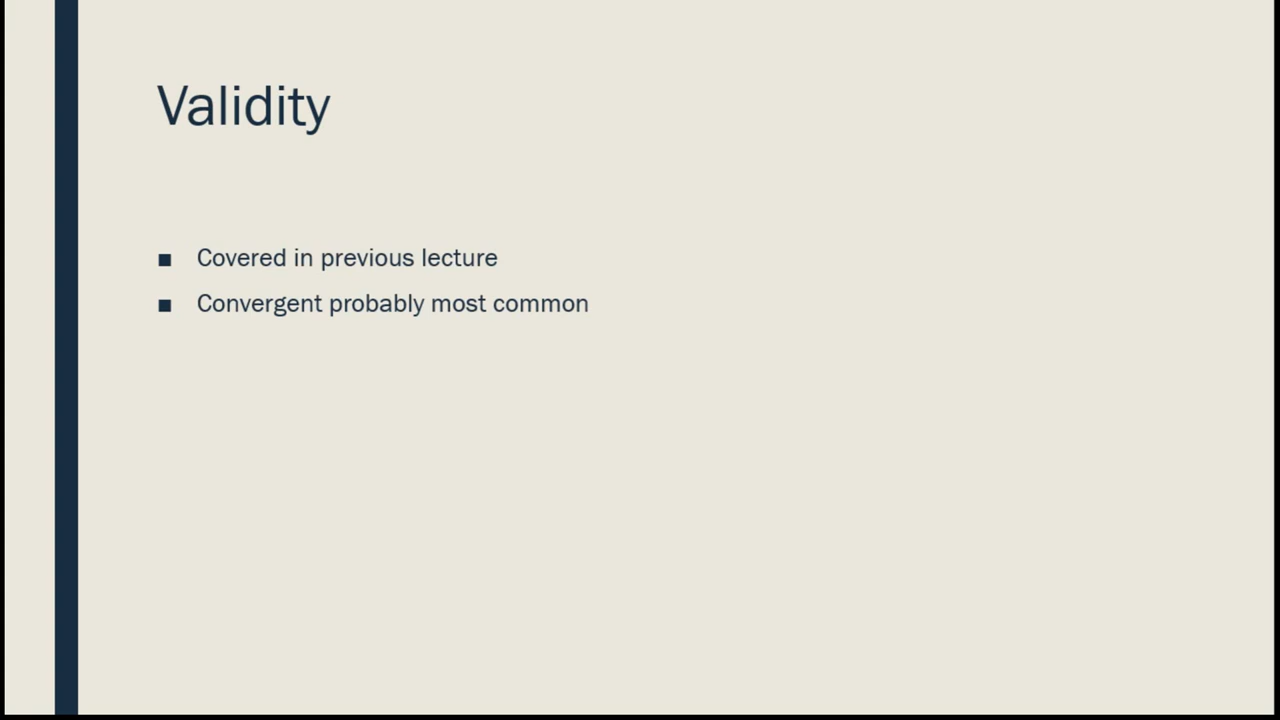 Validity
■ Covered in previous lecture
■ Convergent probably most common